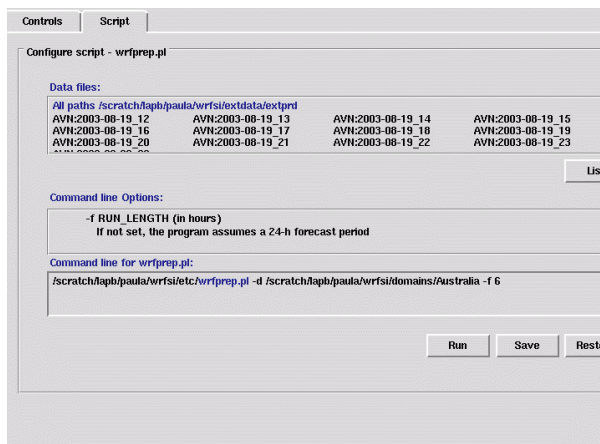 Controls Script
Configure script - wrfprep.pl
Data files:
All paths /scratch/lapb/paula/wrfsi/extdata/extprd
AVN:2003-08-19_12 AVN:2003-08-19_13 AVN:2003-08-19_14 AVN:2003-08-19_15
AVN:2003-08-19_16 AVN:2003-08-19_17 AVN:2003-08-19_18 AVN:2003-08-19_19
AVN:2003-08-19_20 AVN:2003-08-19_21 AVN:2003-08-19_22 AVN:2003-08-19_23
Lis
Command line Options:
-f RUN_LENGTH (in hours)
If not set, the program assumes a 24-h forecast period
Command line for wrfprep.pl:
/scratch/lapb/paula/wrfsi/etc/wrfprep.pl -d /scratch/lapb/paula/wrfsi/domains/Australia -f 6
Run Save Rest